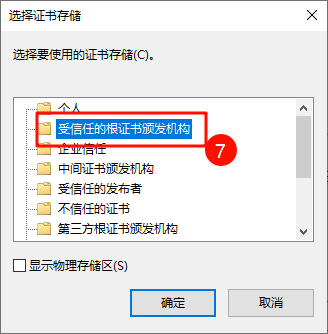 选择证书存储
选择要使用的证书存储(C)。
个人
受信任的根证书颁发机构
7
企业信任
中间证书颁发机构
受信任的发布者
不信任的证书
第三方根证书颁发机构
显示物理存储区(S)
确定
取消